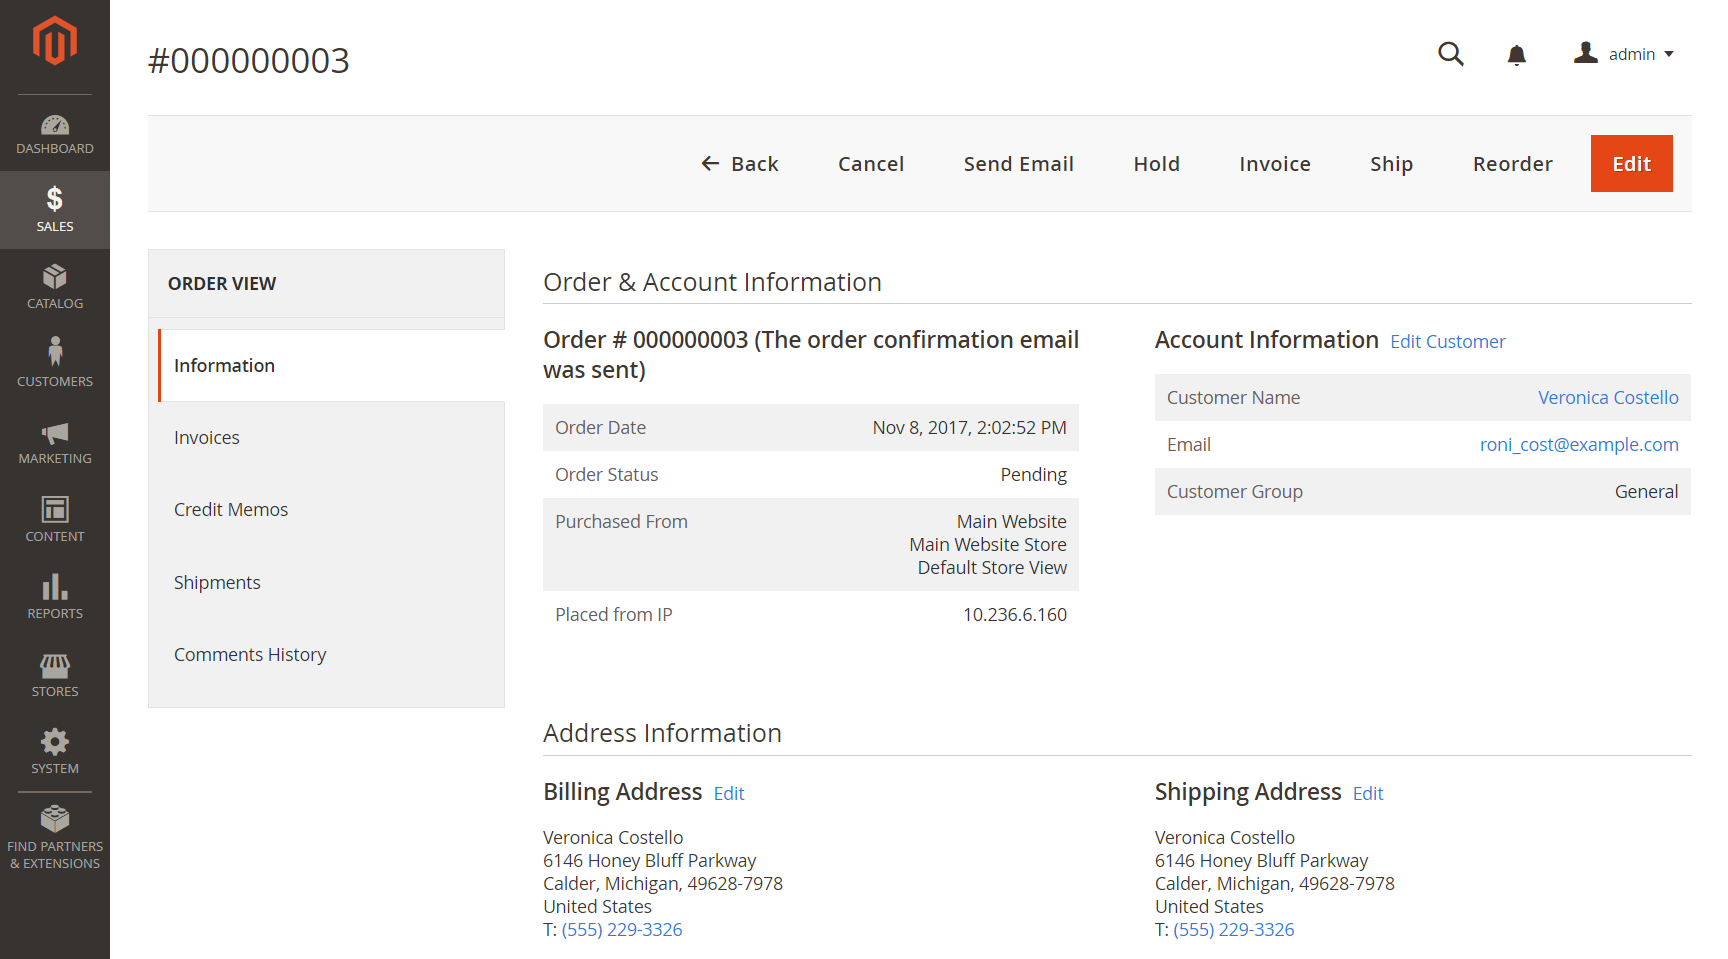 #000000003
admin
DASHBOARD
SALES
CATALOG
CUSTOMERS
MARKETING
CONTENT
REPORTS
STORES
SYSTEM
FIND PARTNERS
& EXTENSIONS
Back
Cancel
Send Email
Hold
Invoice
Ship
Reorder
Edit
ORDER VIEW
Information
Invoices
Credit Memos
Shipments
Comments History
Order & Account Information
Order # 000000003 (The order confirmation email
was sent)
Order Date Nov 8, 2017, 2:02:52 PM
Order Status Pending
Purchased From Main Website
Main Website Store
Default Store View
Placed from IP 10.236.6.160
Account Information Edit Customer
Customer Name Veronica Costello
Email roni_cost@example.com
Customer Group General
Address Information
Billing Address Edit
Veronica Costello
6146 Honey Bluff Parkway
Calder, Michigan, 49628-7978
United States
T: (555) 229-3326
Shipping Address Edit
Veronica Costello
6146 Honey Bluff Parkway
Calder, Michigan, 49628-7978
United States
T: (555) 229-3326